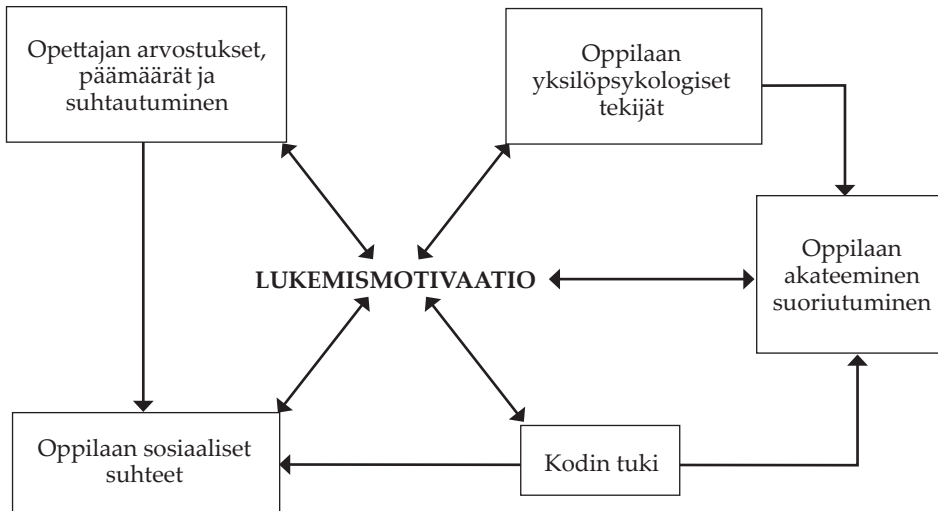 Opettajan arvostukset,
päämäärät ja
suhtautuminen
Oppilaan
yksilöpsykologiset
tekijät
LUKEMISMOTIVAATIO
Oppilaan
akateeminen
suoriutuminen
Oppilaan sosiaaliset
suhteet
Kodin tuki